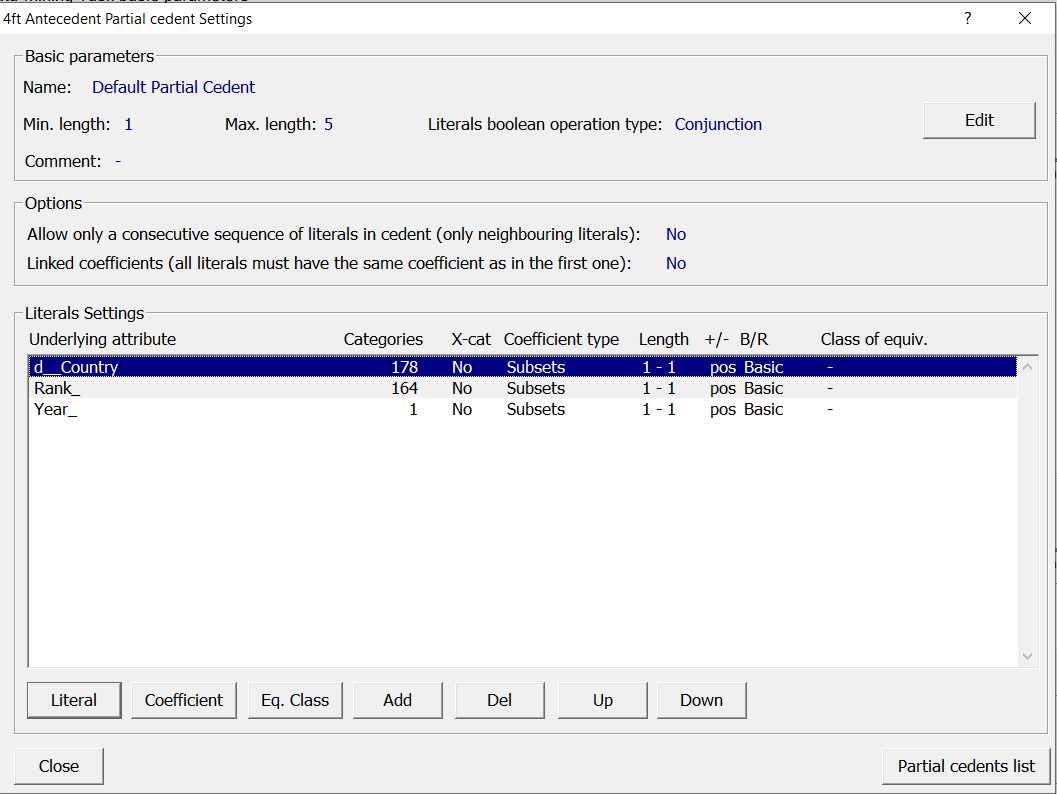 4ft Antecedent Partial cedent Settings ?
Basic parameters
Name: Default Partial Cedent
Min. length: 1 Max. length: 5 Literals boolean operation type: Conjunction Edit
Comment: -
Options
Allow only a consecutive sequence of literals in cedent (only neighbouring literals): No
Linked coefficients (all literals must have the same coefficient as in the first one): No
Literals Settings
Underlying attribute Categories X-cat Coefficient type Length +/- B/R Class of equiv.
d__Country 178 No Subsets 1 - 1 pos Basic -
Rank_ 164 No Subsets 1 - 1 pos Basic -
Year_ 1 No Subsets 1 - 1 pos Basic -
Literal Coefficient Eq. Class Add Del Up Down
Close Partial cedents list